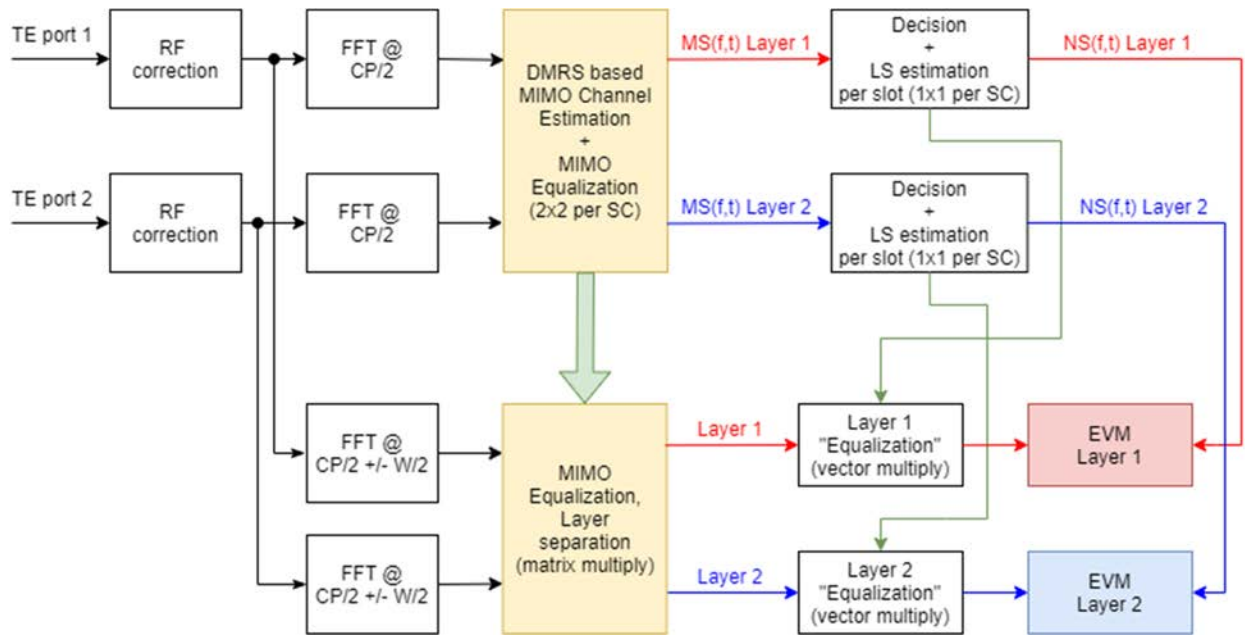 TE port 1
RF
correction
FFT @
CP/2
DMRS based
MIMO Channel
Estimation
+
MIMO
Equalization
(2x2 per SC)
MS(f,t) Layer 1
Decision
+
LS estimation
per slot (1x1 per SC)
NS(f,t) Layer 1
TE port 2
RF
correction
FFT @
CP/2
MS(f,t) Layer 2
Decision
+
LS estimation
per slot (1x1 per SC)
NS(f,t) Layer 2
FFT @
CP/2 +/- W/2
MIMO
Equalization,
Layer
separation
(matrix multiply)
Layer 1
Layer 1
"Equalization"
(vector multiply)
EVM
Layer 1
FFT @
CP/2 +/- W/2
Layer 2
Layer 2
"Equalization"
(vector multiply)
EVM
Layer 2